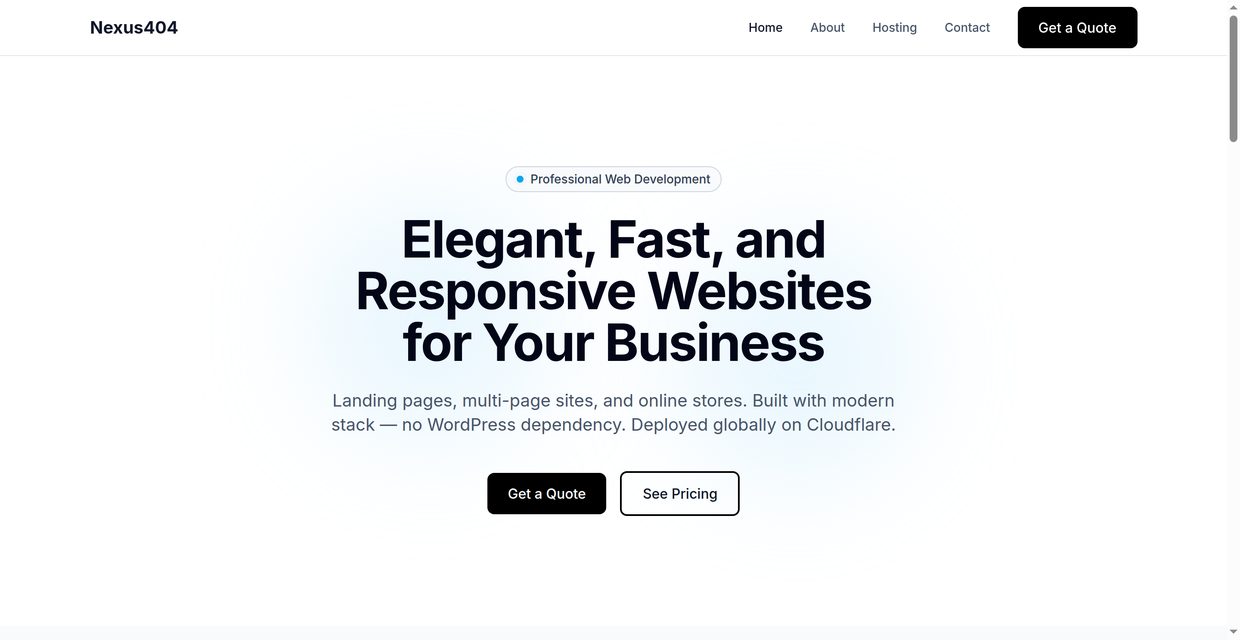 Nexus404
Home
About
Hosting
Contact
Get a Quote
Professional Web Development
Elegant, Fast, and
Responsive Websites
for Your Business
Landing pages, multi-page sites, and online stores. Built with modern
stack — no WordPress dependency. Deployed globally on Cloudflare.
Get a Quote
See Pricing